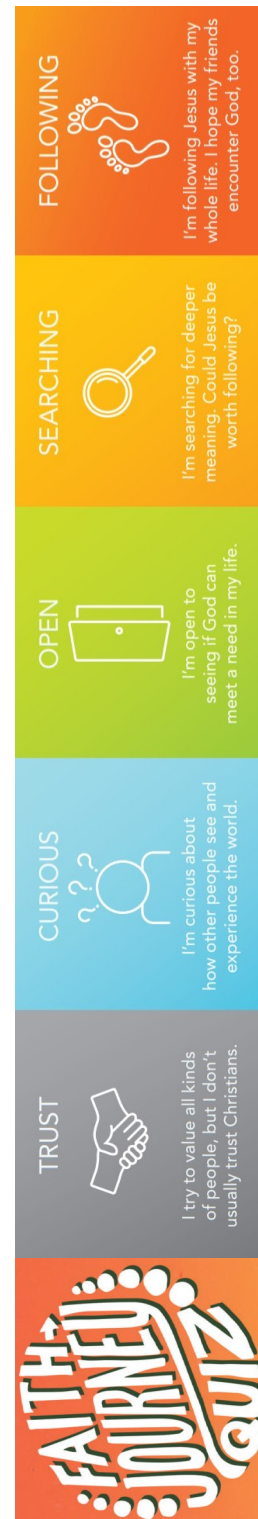 FAITH
JOURNEY
QUIZ
TRUST
I try to value all kinds
of people, but I don't
usually trust Christians.
CURIOUS
???
I'm curious about
how other people see and
experience the world.
OPEN
I'm open to
seeing if God can
meet a need in my life.
SEARCHING
I'm searching for deeper
meaning. Could Jesus be
worth following?
FOLLOWING
I'm following Jesus with my
whole life. I hope my friends
encounter God, too.